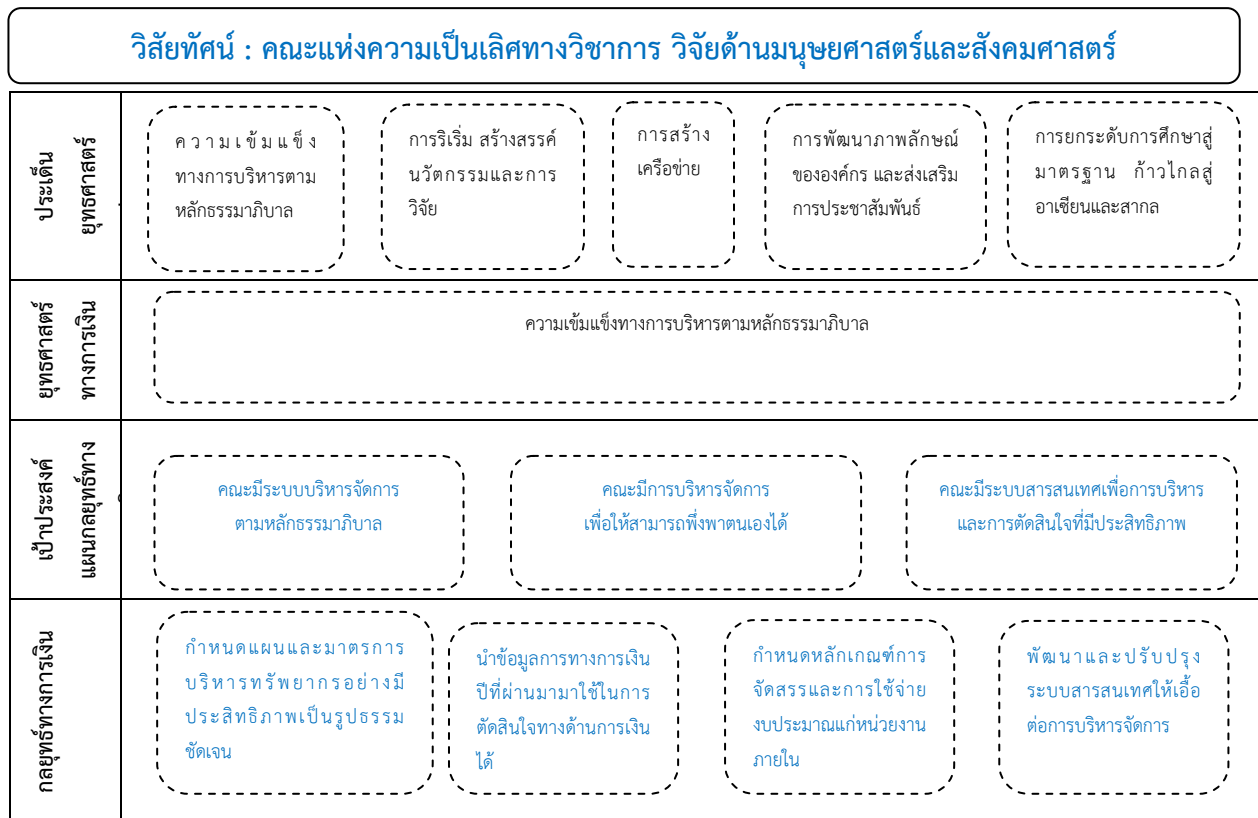 วิสัยทัศน์ : คณะแห่งความเป็นเลิศทางวิชาการ วิจัยด้านมนุษยศาสตร์และสังคมศาสตร์
ประเด็น
ยุทธศาสตร์
ความเข้มแข็ง
ทางการบริหารตาม
หลักธรรมาภิบาล
การริเริ่ม สร้างสรรค์
นวัตกรรมและการ
วิจัย
การสร้าง
เครือข่าย
การพัฒนาภาพลักษณ์
ขององค์กร และส่งเสริม
การประชาสัมพันธ์
การยกระดับการศึกษาสู่
มาตรฐาน ก้าวไกลสู่
อาเซียนและสากล
ยุทธศาสตร์
ทางการเงิน
ความเข้มแข็งทางการบริหารตามหลักธรรมาภิบาล
เป้าประสงค์
แผนกลยุทธ์ทาง
คณะมีระบบบริหารจัดการ
ตามหลักธรรมาภิบาล
คณะมีการบริหารจัดการ
เพื่อให้สามารถพึ่งพาตนเองได้
คณะมีระบบสารสนเทศเพื่อการบริหาร
และการตัดสินใจที่มีประสิทธิภาพ
กลยุทธ์ทางการเงิน
กำหนดแผนและมาตรการ
บริหารทรัพยากรอย่างมี
ประสิทธิภาพเป็นรูปธรรม
ชัดเจน
นำข้อมูลการทางการเงิน
ปีที่ผ่านมามาใช้ในการ
ตัดสินใจทางด้านการเงิน
ได้
กำหนดหลักเกณฑ์การ
จัดสรรและการใช้จ่าย
งบประมาณแก่หน่วยงาน
ภายใน
พัฒนาและปรับปรุง
ระบบสารสนเทศให้เอื้อ
ต่อการบริหารจัดการ